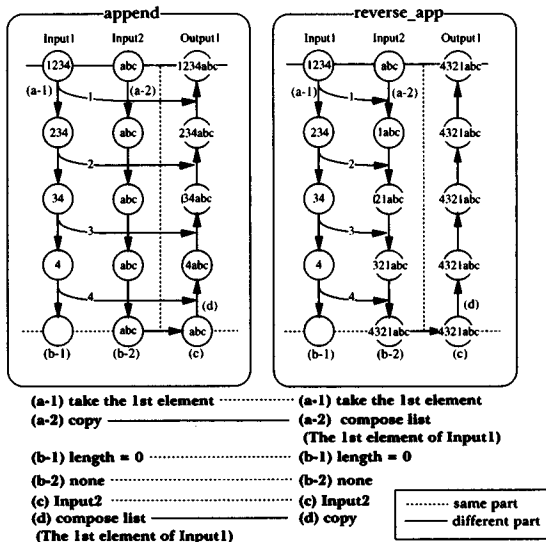 append
reverse_app
Input1 Input2 Output1
Input1 Input2 Output1
1234 abc 1234abc
1234 abc 4321abc
(a-1) 1 (a-2)
(a-1) 1 (a-2)
234 abc 234abc
234 1abc 4321abc
2
2
34 abc 34abc
34 21abc 4321abc
3
3
4 abc 4abc
4 321abc 4321abc
4 (d)
4 (d)
abc abc
4321abc 4321abc
(b-1) (b-2) (c)
(b-1) (b-2) (c)
(a-1) take the 1st element (a-1) take the 1st element
(a-2) copy (a-2) compose list
(The 1st element of Input1)
(b-1) length = 0 (b-1) length = 0
(b-2) none (b-2) none
(c) Input2 (c) Input2
(d) compose list (d) copy
(The 1st element of Input1)
same part
different part